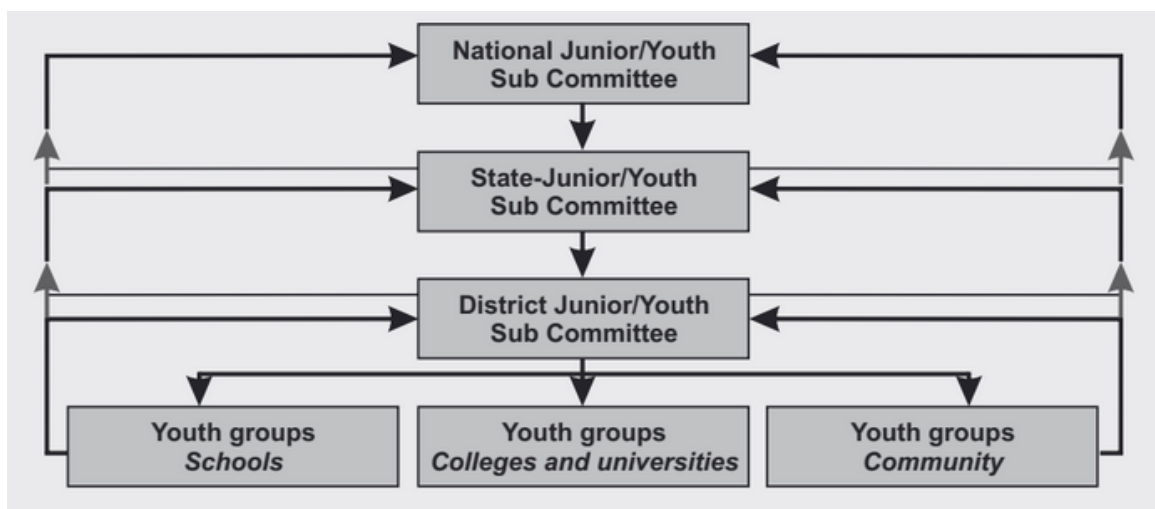 National Junior/Youth
Sub Committee
State-Junior/Youth
Sub Committee
District Junior/Youth
Sub Committee
Youth groups
Schools
Youth groups
Colleges and universities
Youth groups
Community